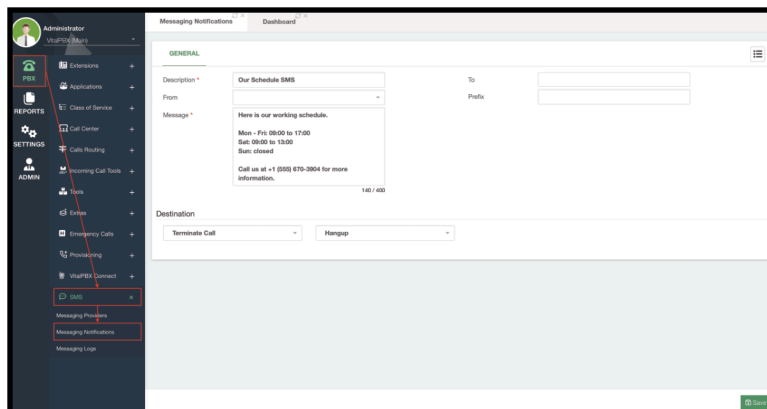 Administrator
VitalPBX (Main)
PBX
REPORTS
SETTINGS
ADMIN
Extensions +
Applications +
Class of Service +
Call Center +
Calls Routing +
Incoming Call Tools +
Tools +
Extras +
Emergency Calls +
Provisioning +
VitalPBX Connect +
SMS ×
Messaging Providers
Messaging Notifications
Messaging Logs
Messaging Notifications
Dashboard
GENERAL
Description *
Our Schedule SMS
To
From
Prefix
Message *
Here is our working schedule.
Mon - Fri: 09:00 to 17:00
Sat: 09:00 to 13:00
Sun: closed
Call us at +1 (555) 670-3904 for more
information.
140 / 400
Destination
Terminate Call
Hangup
Save